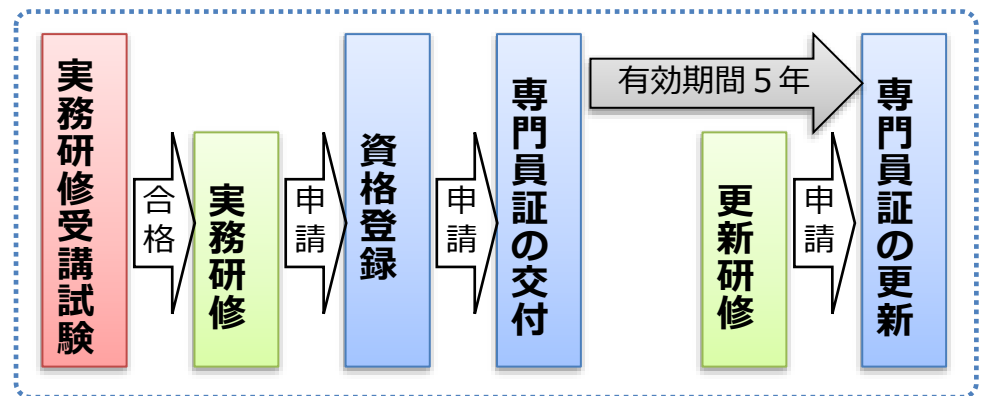 実務研修受講試験
合格
実務研修
申請
資格登録
申請
専門員証の交付
有効期間５年
更新研修
申請
専門員証の更新